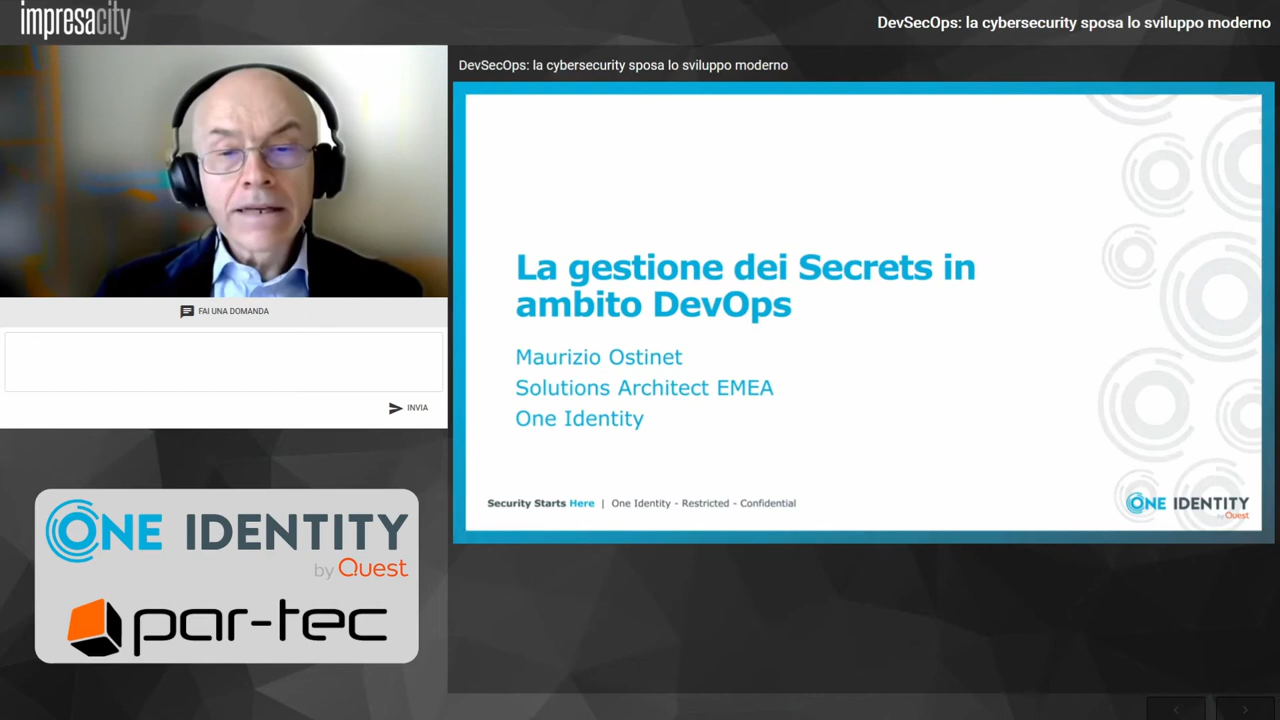 impresacity
DevSecOps: la cybersecurity sposa lo sviluppo moderno
DevSecOps: la cybersecurity sposa lo sviluppo moderno
FAI UNA DOMANDA
INVIA
La gestione dei Secrets in
ambito DevOps
Maurizio Ostinet
Solutions Architect EMEA
One Identity
Security Starts Here | One Identity - Restricted - Confidential
ONE IDENTITY
by Quest
ONE IDENTITY
by Quest
par-tec